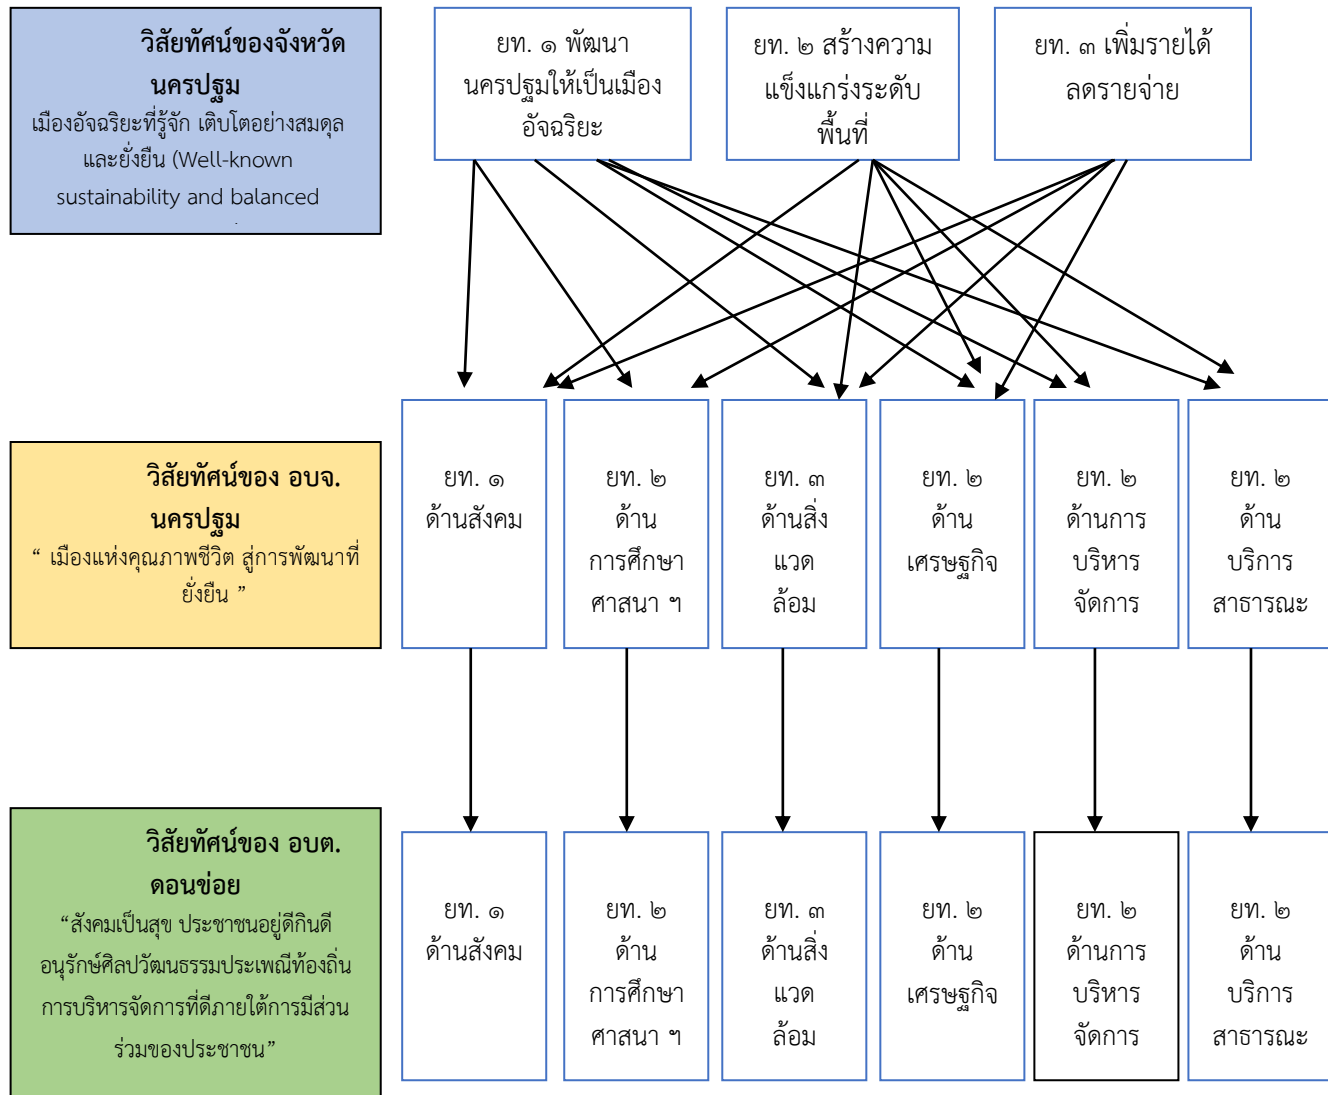 วิสัยทัศน์ของจังหวัด
นครปฐม
เมืองอัจฉริยะที่รู้จัก เติบโตอย่างสมดุล
และยั่งยืน (Well-known
sustainability and balanced
ยท. ๑ พัฒนา
นครปฐมให้เป็นเมือง
อัจฉริยะ
ยท. ๒ สร้างความ
แข็งแกร่งระดับ
พื้นที่
ยท. ๓ เพิ่มรายได้
ลดรายจ่าย
วิสัยทัศน์ของ อบจ.
นครปฐม
“ เมืองแห่งคุณภาพชีวิต สู่การพัฒนาที่
ยั่งยืน ”
ยท. ๑
ด้านสังคม
ยท. ๒
ด้าน
การศึกษา
ศาสนา ฯ
ยท. ๓
ด้านสิ่ง
แวด
ล้อม
ยท. ๒
ด้าน
เศรษฐกิจ
ยท. ๒
ด้านการ
บริหาร
จัดการ
ยท. ๒
ด้าน
บริการ
สาธารณะ
วิสัยทัศน์ของ อบต.
ดอนข่อย
“สังคมเป็นสุข ประชาชนอยู่ดีกินดี
อนุรักษ์ศิลปวัฒนธรรมประเพณีท้องถิ่น
การบริหารจัดการที่ดีภายใต้การมีส่วน
ร่วมของประชาชน”
ยท. ๑
ด้านสังคม
ยท. ๒
ด้าน
การศึกษา
ศาสนา ฯ
ยท. ๓
ด้านสิ่ง
แวด
ล้อม
ยท. ๒
ด้าน
เศรษฐกิจ
ยท. ๒
ด้านการ
บริหาร
จัดการ
ยท. ๒
ด้าน
บริการ
สาธารณะ